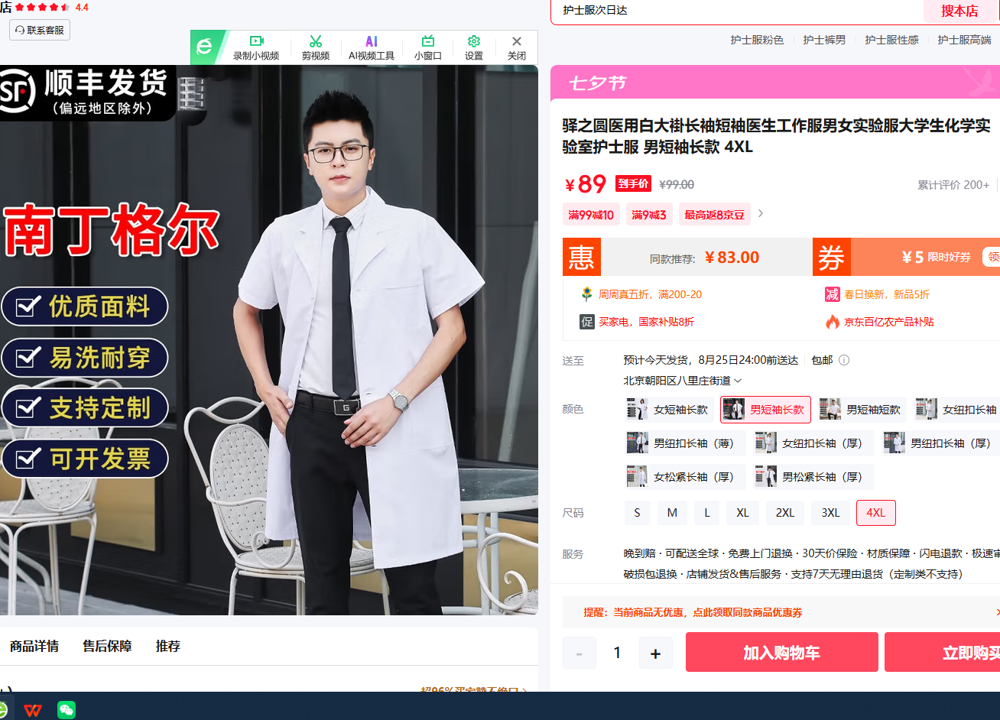 店 4.4
联系客服
护士服次日达
搜本店
护士服粉色
护士裤男
护士服性感
护士服高端
录制小视频
剪视频
AI
AI视频工具
小窗口
设置
关闭
SF
顺丰发货
(偏远地区除外)
南丁格尔
优质面料
易洗耐穿
支持定制
可开发票
G
七夕节
驿之圆医用白大褂长袖短袖医生工作服男女实验服大学生化学实
验室护士服 男短袖长款 4XL
¥89 到手价 ¥99.00
累计评价 200+
满99减10
满9减3
最高返8京豆
惠
同款推荐: ¥83.00
券
¥5 限时好券
周周真五折，满200-20
减 春日换新，新品5折
促 买家电，国家补贴8折
京东百亿农产品补贴
送至
预计今天发货，8月25日24:00前送达
包邮
北京朝阳区八里庄街道
颜色
女短袖长款
男短袖长款
男短袖短款
女纽扣长袖
男纽扣长袖（薄）
女纽扣长袖（厚）
男纽扣长袖（厚）
女松紧长袖（厚）
男松紧长袖（厚）
尺码
S
M
L
XL
2XL
3XL
4XL
服务
晚到赔 · 可配送全球 · 免费上门退换 · 30天价保险 · 材质保障 · 闪电退款 · 极速审
破损包退换 · 店铺发货&售后服务 · 支持7天无理由退货（定制类不支持）
提醒：当前商品无优惠，点此领取同款商品优惠券
- 1 +
加入购物车
立即购买
商品详情
售后保障
推荐
超96%买家赞不绝口